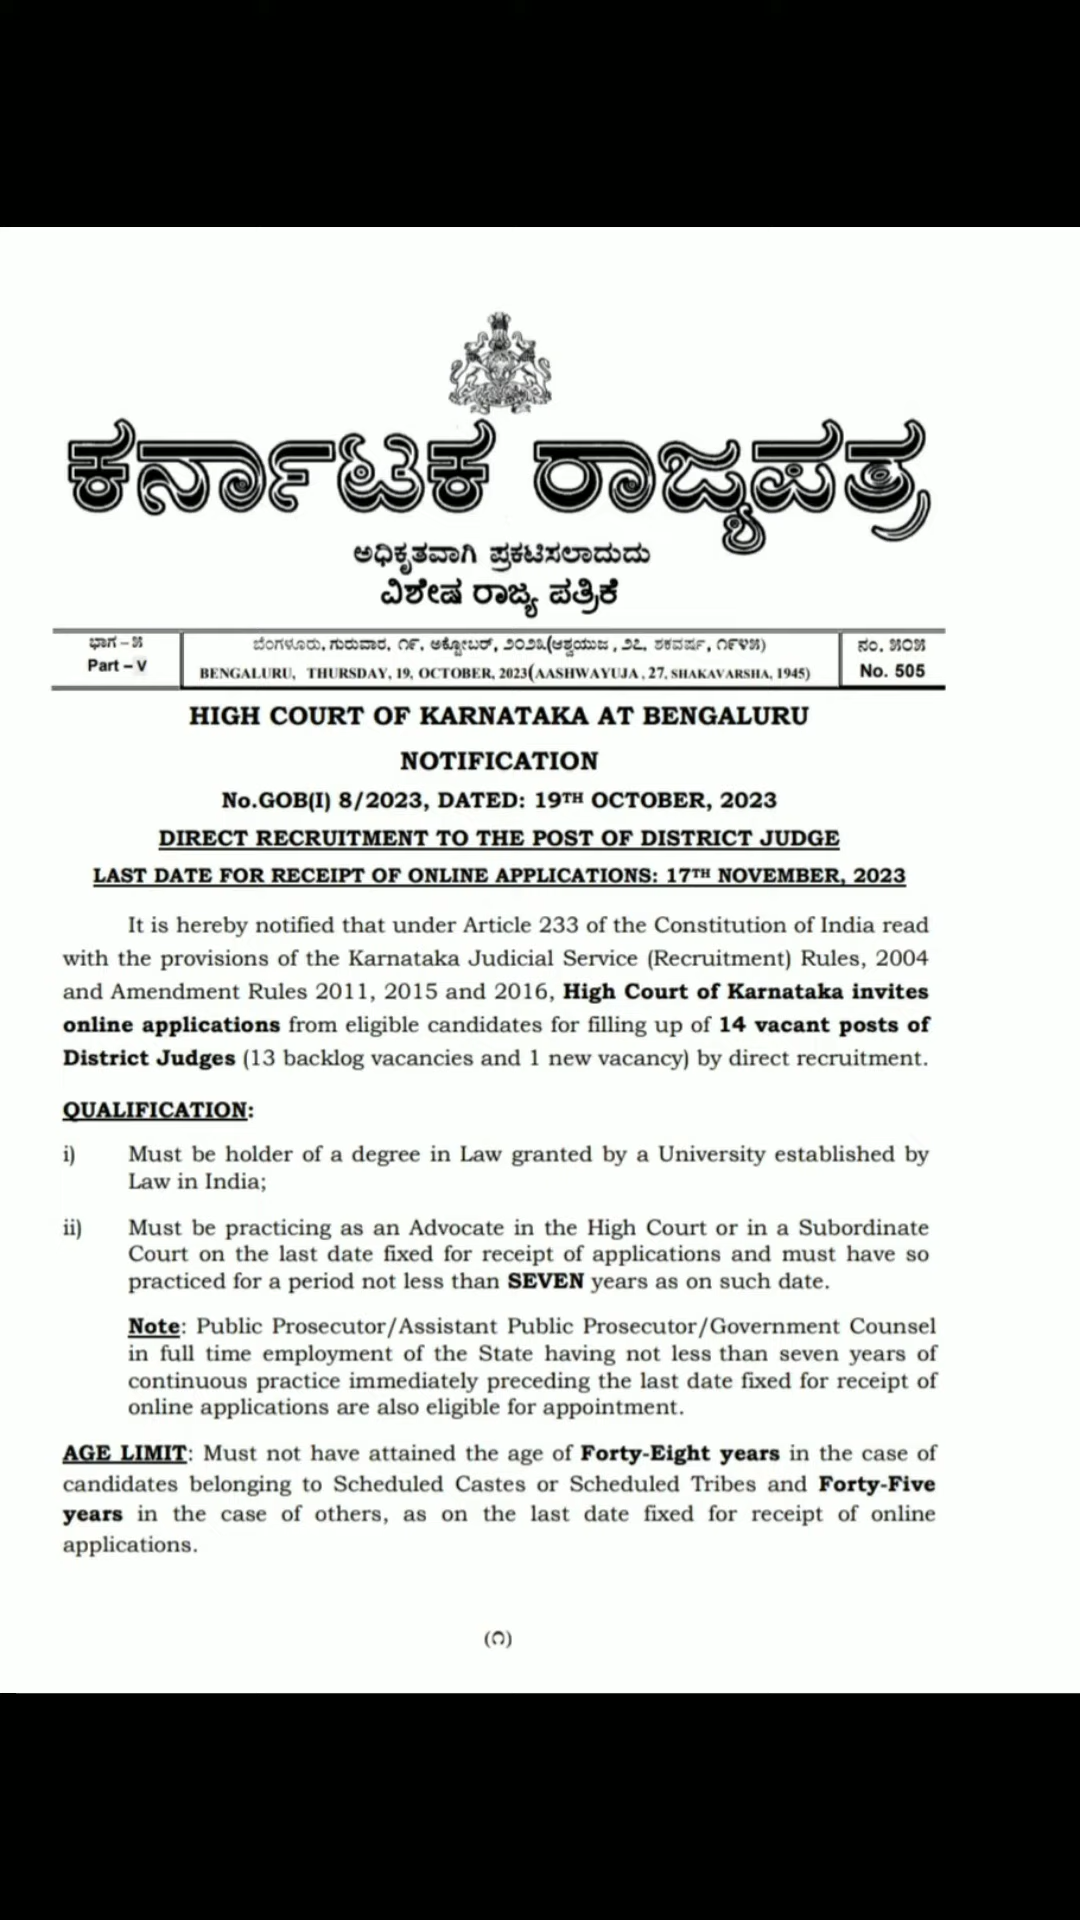 ಕರ್ನಾಟಕ ರಾಜ್ಯಪತ್ರ
ಅಧಿಕೃತವಾಗಿ ಪ್ರಕಟಿಸಲಾದುದು
ವಿಶೇಷ ರಾಜ್ಯ ಪತ್ರಿಕೆ
ಭಾಗ – ೫
Part – V
ಬೆಂಗಳೂರು, ಗುರುವಾರ, ೧೯, ಅಕ್ಟೋಬರ್, ೨೦೨೩(ಆಶ್ವಯುಜ , ೨೭, ಶಕವರ್ಷ, ೧೯೪೫)
BENGALURU, THURSDAY, 19, OCTOBER, 2023(AASHWAYUJA , 27, SHAKAVARSHA, 1945)
ನಂ. ೫೦೫
No. 505
HIGH COURT OF KARNATAKA AT BENGALURU
NOTIFICATION
No.GOB(I) 8/2023, DATED: 19TH OCTOBER, 2023
DIRECT RECRUITMENT TO THE POST OF DISTRICT JUDGE
LAST DATE FOR RECEIPT OF ONLINE APPLICATIONS: 17TH NOVEMBER, 2023
It is hereby notified that under Article 233 of the Constitution of India read
with the provisions of the Karnataka Judicial Service (Recruitment) Rules, 2004
and Amendment Rules 2011, 2015 and 2016, High Court of Karnataka invites
online applications from eligible candidates for filling up of 14 vacant posts of
District Judges (13 backlog vacancies and 1 new vacancy) by direct recruitment.
QUALIFICATION:
i) Must be holder of a degree in Law granted by a University established by
Law in India;
ii) Must be practicing as an Advocate in the High Court or in a Subordinate
Court on the last date fixed for receipt of applications and must have so
practiced for a period not less than SEVEN years as on such date.
Note: Public Prosecutor/Assistant Public Prosecutor/Government Counsel
in full time employment of the State having not less than seven years of
continuous practice immediately preceding the last date fixed for receipt of
online applications are also eligible for appointment.
AGE LIMIT: Must not have attained the age of Forty-Eight years in the case of
candidates belonging to Scheduled Castes or Scheduled Tribes and Forty-Five
years in the case of others, as on the last date fixed for receipt of online
applications.
(೧)